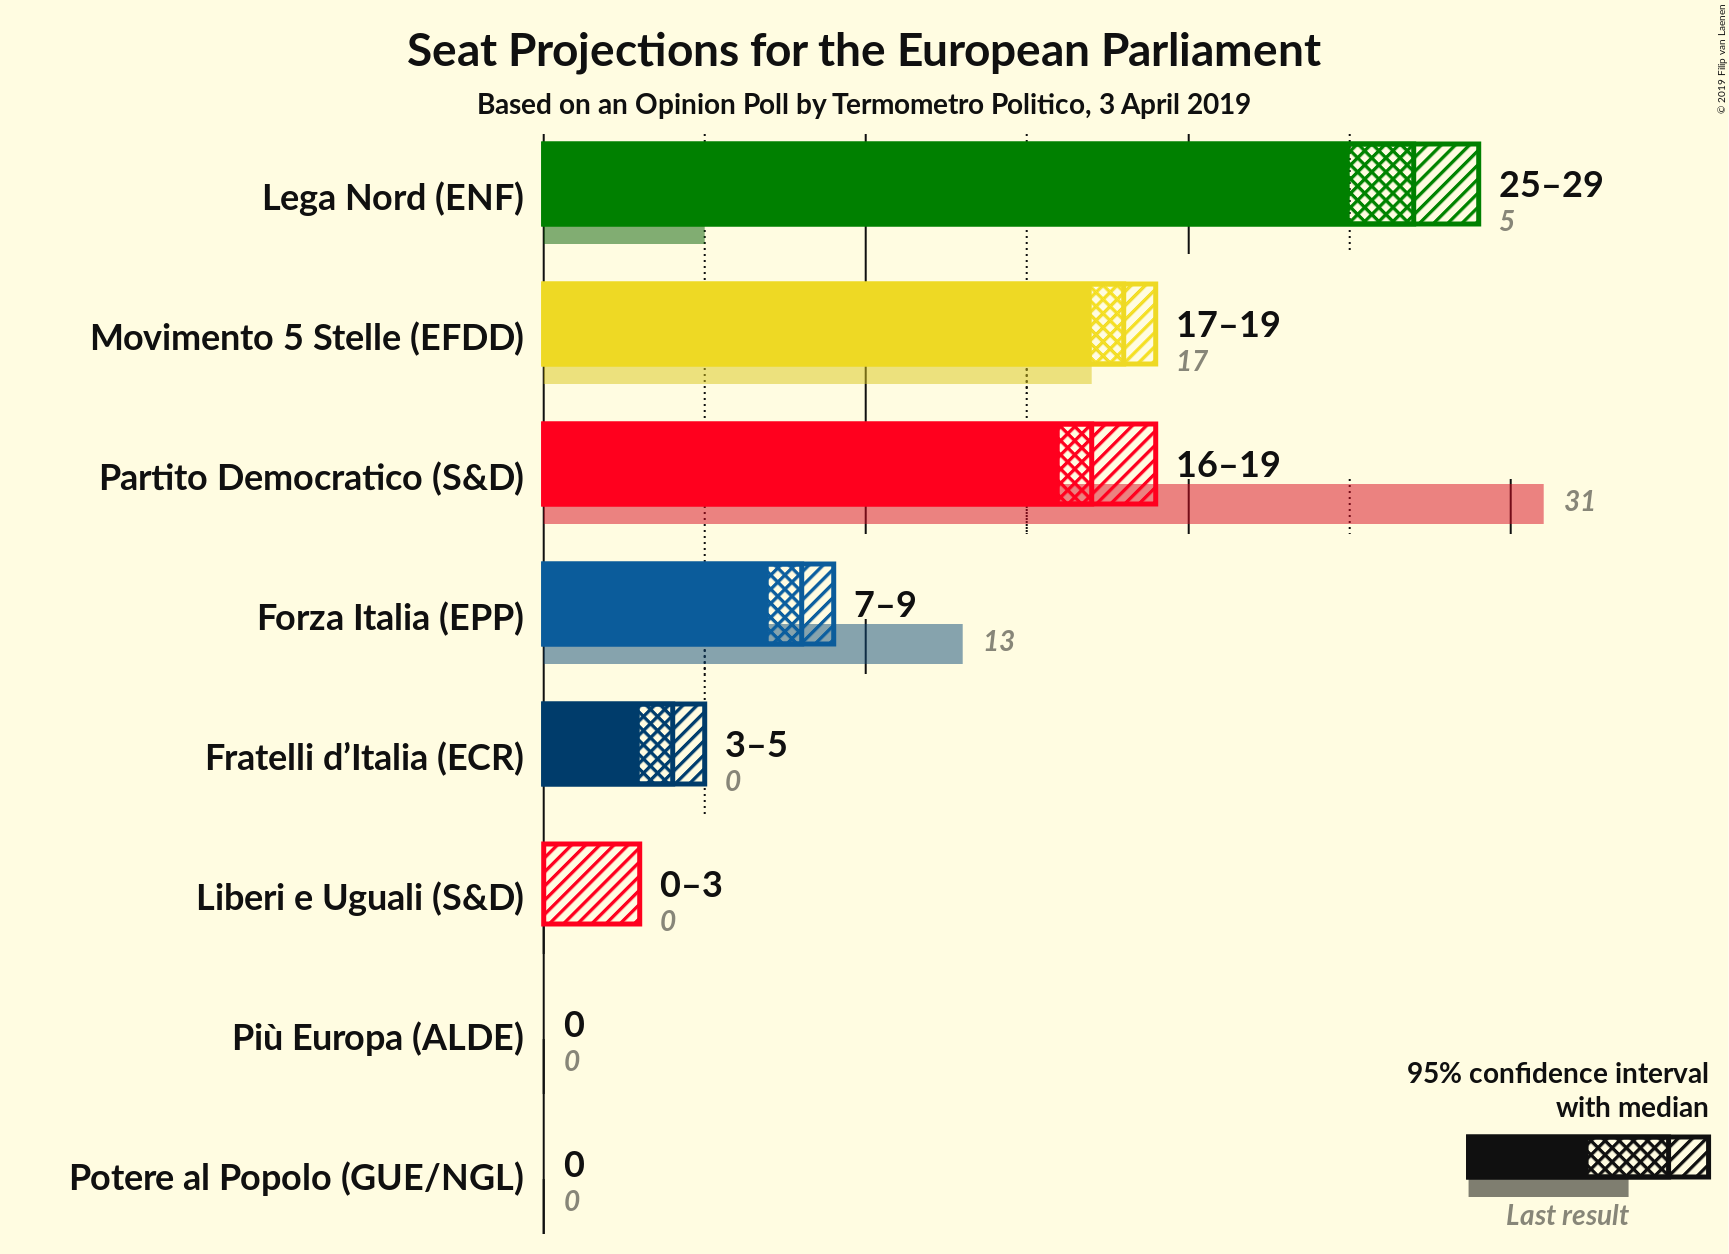 Seat Projections for the European Parliament
Based on an Opinion Poll by Termometro Politico, 3 April 2019
© 2019 Filip van Laenen
Lega Nord (ENF)
25–29
5
Movimento 5 Stelle (EFDD)
17–19
17
Partito Democratico (S&D)
16–19
31
Forza Italia (EPP)
7–9
13
Fratelli d’Italia (ECR)
3–5
0
Liberi e Uguali (S&D)
0–3
0
Più Europa (ALDE)
0
0
Potere al Popolo (GUE/NGL)
0
0
95% confidence interval
with median
Last result